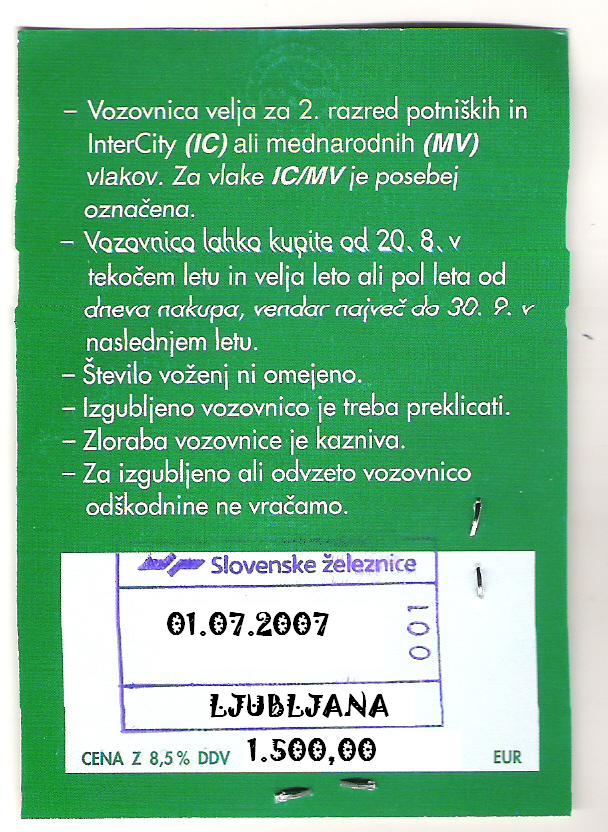 – Vozovnica velja za 2. razred potniških in
InterCity (IC) ali mednarodnih (MV)
vlakov. Za vlake IC/MV je posebej
označena.
– Vozovnico lahko kupite od 20. 8. v
tekočem letu in velja leto ali pol leta od
dneva nakupa, vendar največ do 30. 9. v
naslednjem letu.
– Število voženj ni omejeno.
– Izgubljeno vozovnico je treba preklicati.
– Zloraba vozovnice je kazniva.
– Za izgubljeno ali odvzeto vozovnico
odškodnine ne vračamo.
Slovenske železnice
01.07.2007
001
LJUBLJANA
CENA Z 8,5% DDV 1.500,00 EUR